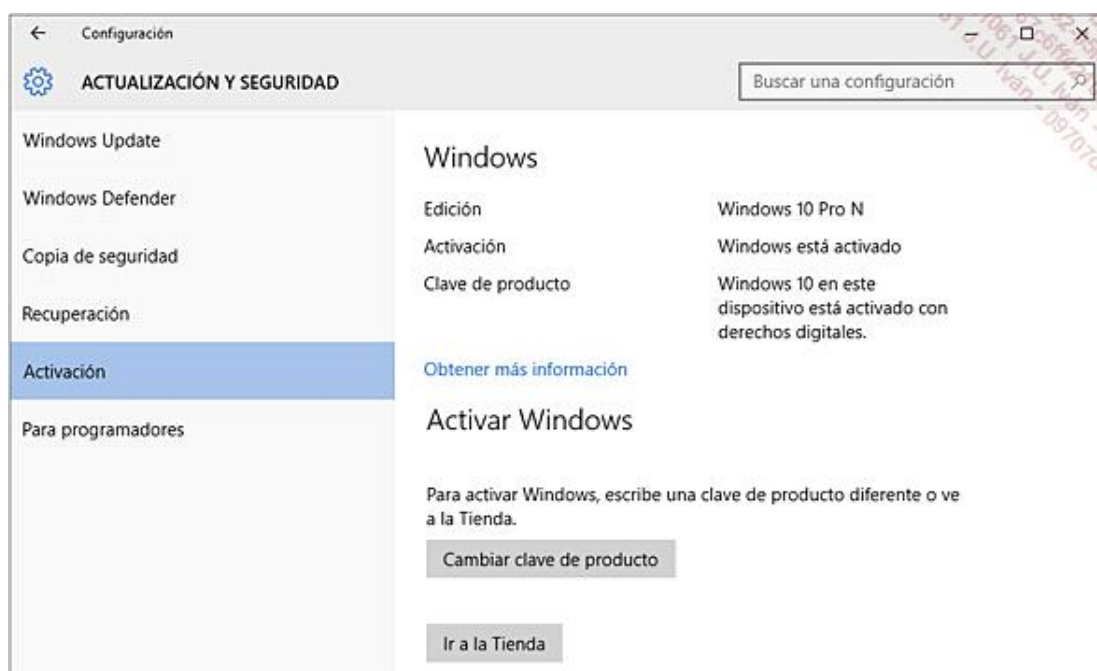 Configuración
ACTUALIZACIÓN Y SEGURIDAD
Buscar una configuración
Windows Update
Windows Defender
Copia de seguridad
Recuperación
Activación
Para programadores
Windows
Edición Windows 10 Pro N
Activación Windows está activado
Clave de producto Windows 10 en este
dispositivo está activado con
derechos digitales.
Obtener más información
Activar Windows
Para activar Windows, escribe una clave de producto diferente o ve
a la Tienda.
Cambiar clave de producto
Ir a la Tienda